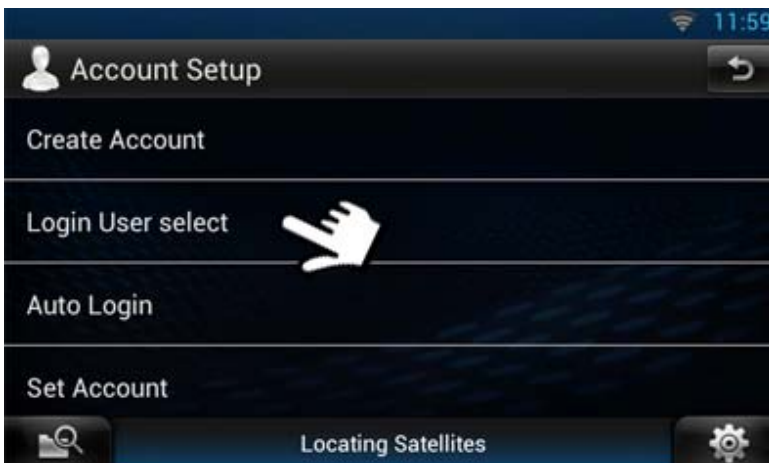 11:59
Account Setup
Create Account
Login User select
Auto Login
Set Account
Locating Satellites